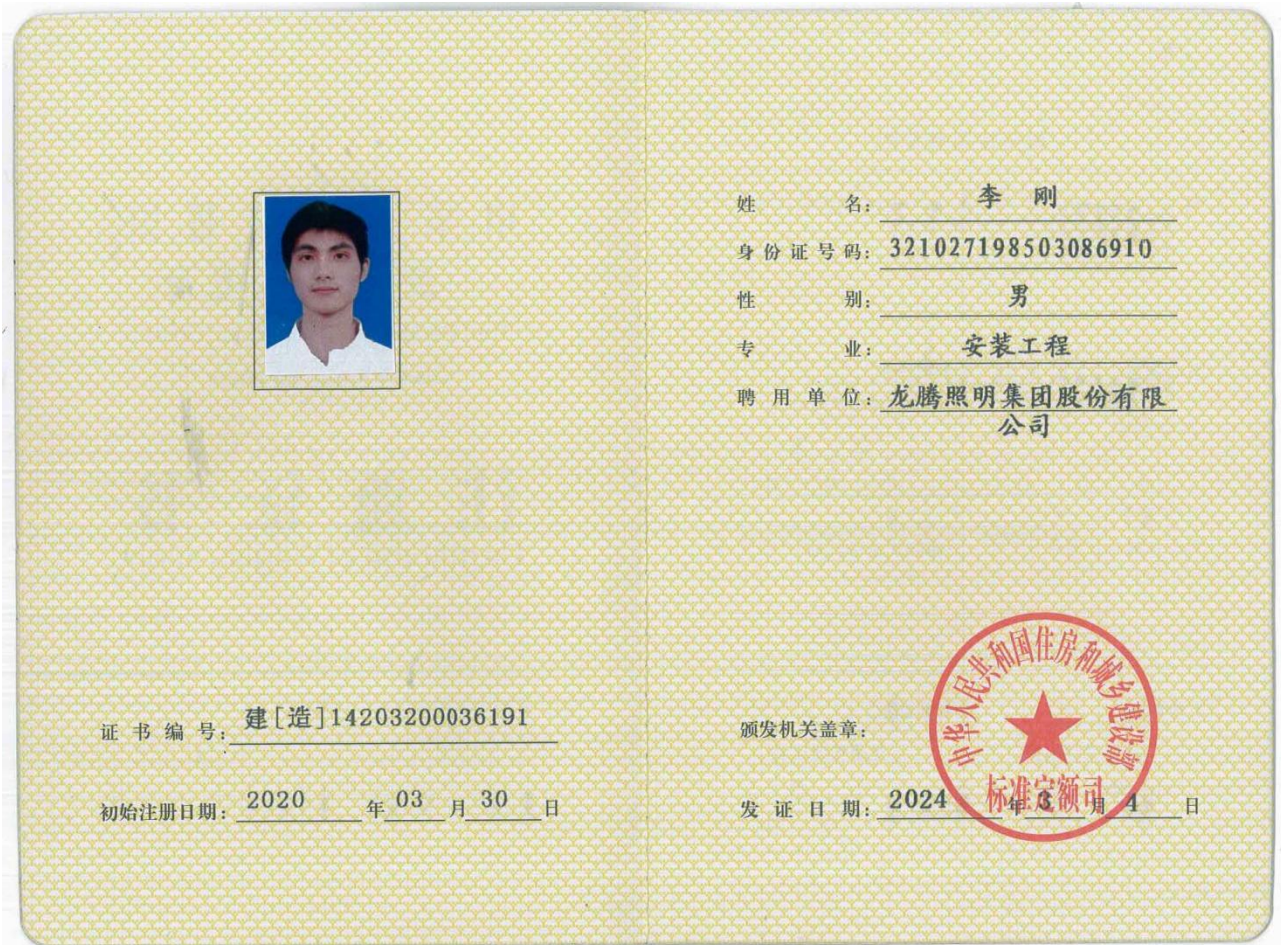 姓 名: 李 刚
身份证号码: 321027198503086910
性 别: 男
专 业: 安装工程
聘用单位: 龙腾照明集团股份有限
公司
证书编号: 建[造]14203200036191
初始注册日期: 2020 年 03 月 30 日
颁发机关盖章:
中华人民共和国住房和城乡建设部
标准定额司
发证日期: 2024 年 3 月 4 日